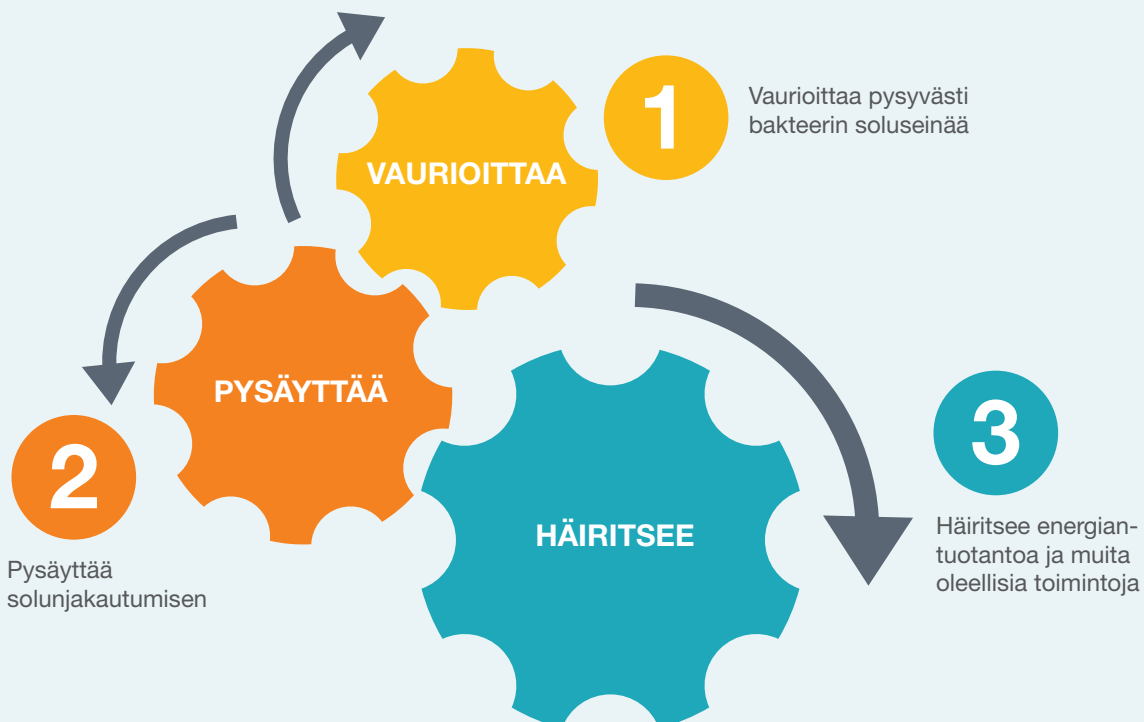 1
Vaurioittaa pysyvästi
bakteerin soluseinää
VAURIOITTAA
PYSÄYTTÄÄ
2
Pysäyttää
solunjakautumisen
HÄIRITSEE
3
Häiritsee energian-
tuotantoa ja muita
oleellisia toimintoja